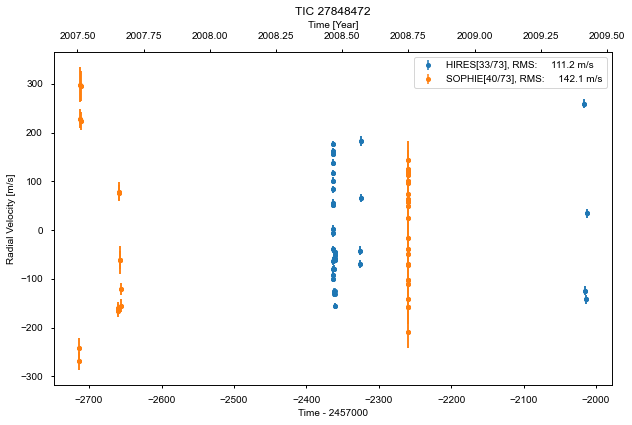 TIC 27848472
Time [Year]
2007.50 2007.75 2008.00 2008.25 2008.50 2008.75 2009.00 2009.25 2009.50
HIRES[33/73], RMS: 111.2 m/s
SOPHIE[40/73], RMS: 142.1 m/s
300
200
100
0
−100
−200
−300
Radial Velocity [m/s]
−2700 −2600 −2500 −2400 −2300 −2200 −2100 −2000
Time - 2457000